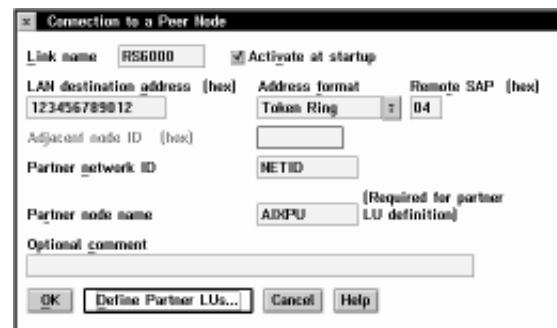 Connection to a Peer Node
Link name RS6000 Activate at startup
LAN destination address (hex) Address format Remote SAP (hex)
123456789012 Token Ring 04
Adjacent node ID (hex)
Partner network ID NETID
(Required for partner
Partner node name AIXPU LU definition)
Optional comment
OK Define Partner LUs... Cancel Help